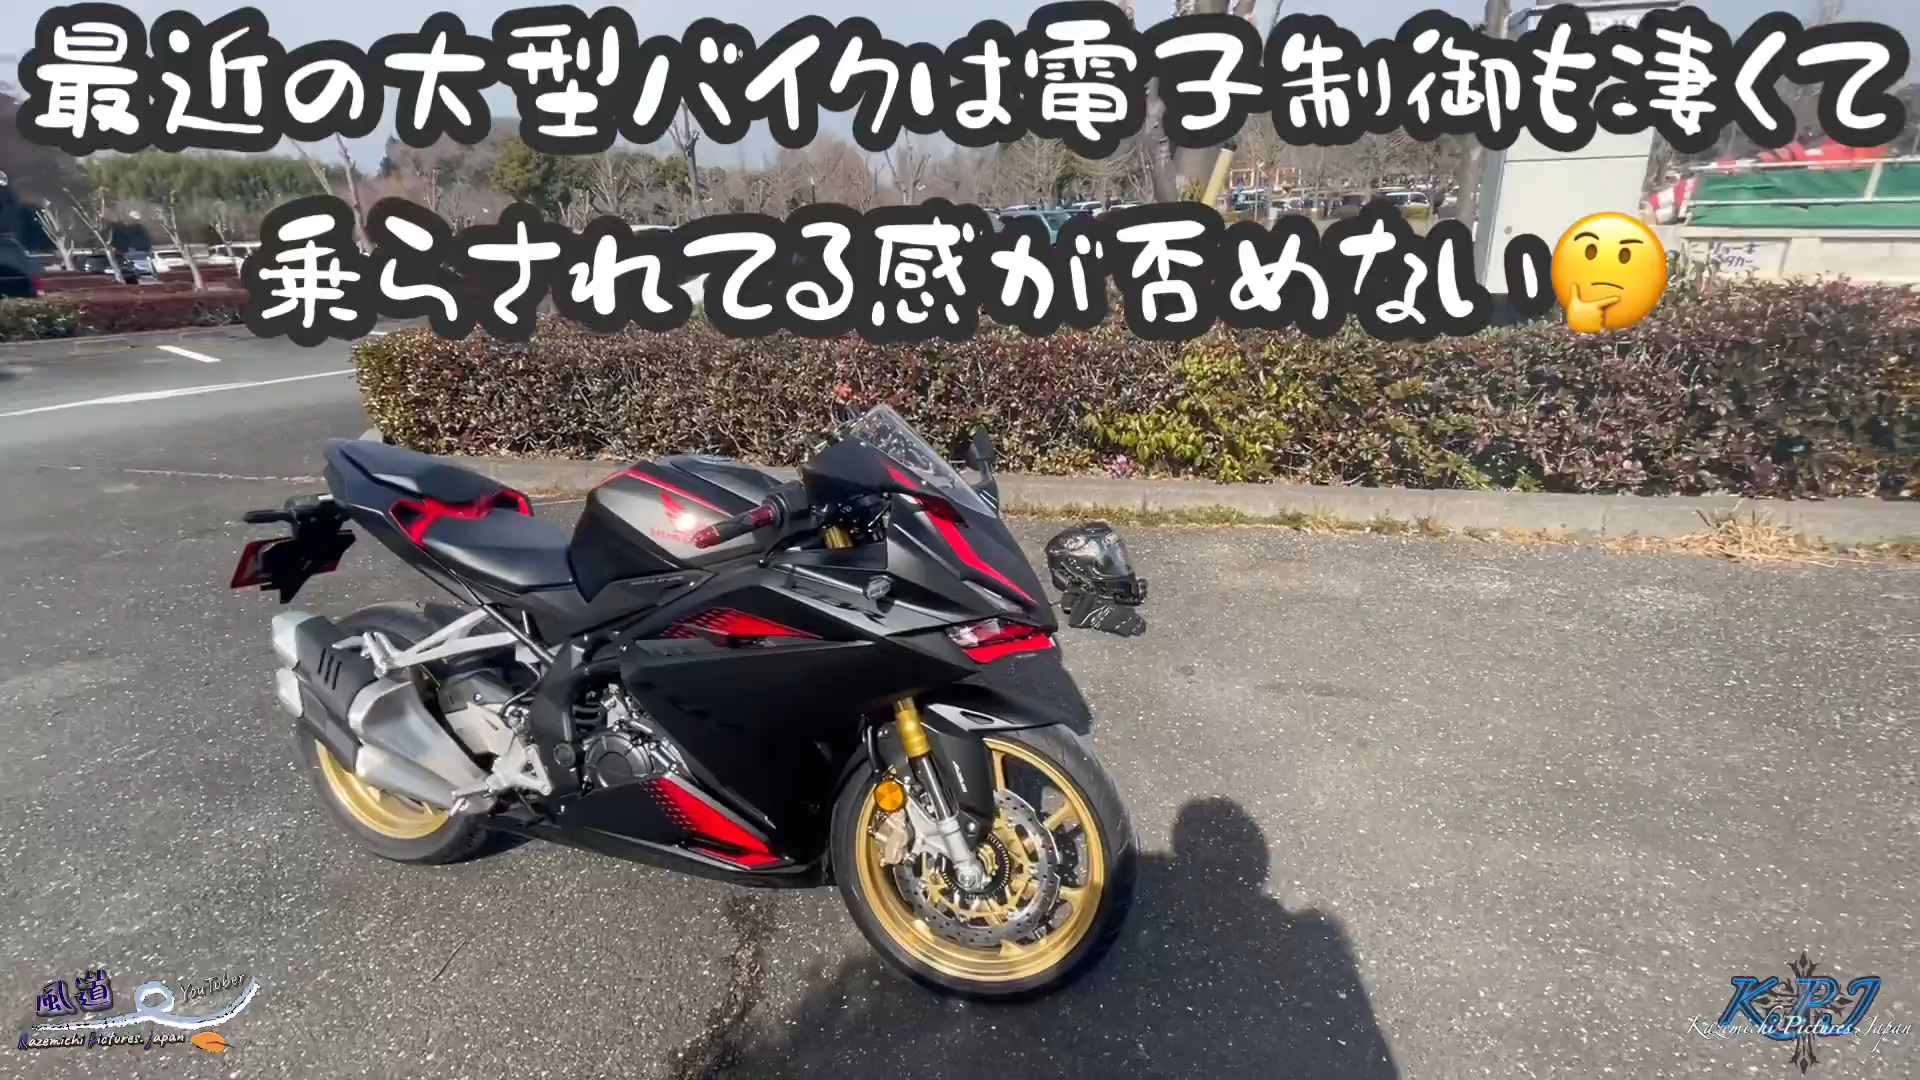 最近の大型バイクは電子制御も凄くて
乗らされてる感が否めない🤔
HONDA
風道
YouTuber
Kazemichi Pictures Japan
K.P.J
Kazemichi Pictures Japan